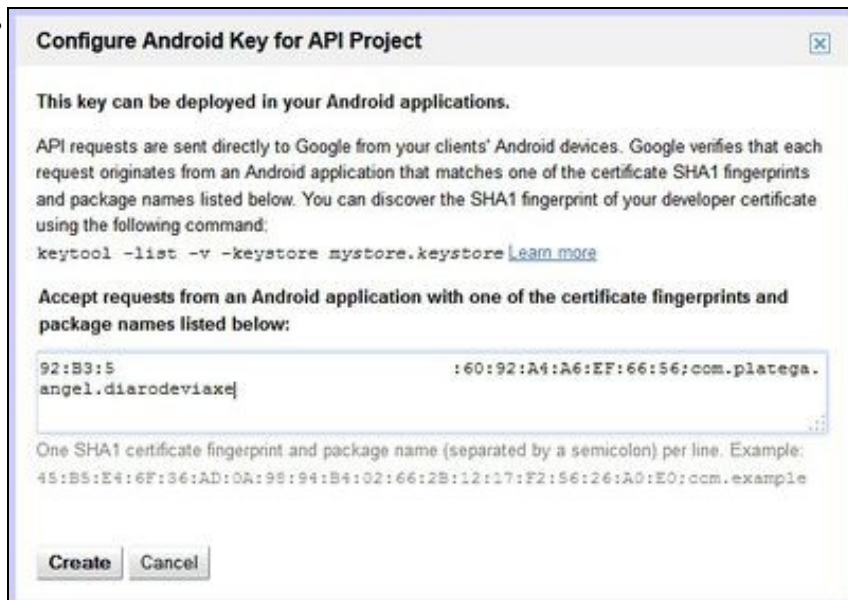 Configure Android Key for API Project
This key can be deployed in your Android applications.
API requests are sent directly to Google from your clients' Android devices. Google verifies that each
request originates from an Android application that matches one of the certificate SHA1 fingerprints
and package names listed below. You can discover the SHA1 fingerprint of your developer certificate
using the following command:
keytool -list -v -keystore mystore.keystore Learn more
Accept requests from an Android application with one of the certificate fingerprints and
package names listed below:
92:B3:5 :60:92:A4:A6:EF:66:56;com.platega.
angel.diarodeviaxe
One SHA1 certificate fingerprint and package name (separated by a semicolon) per line. Example:
45:B5:E4:6F:36:AD:0A:98:94:B4:02:66:2B:12:17:F2:56:26:A0:E0;com.example
Create Cancel